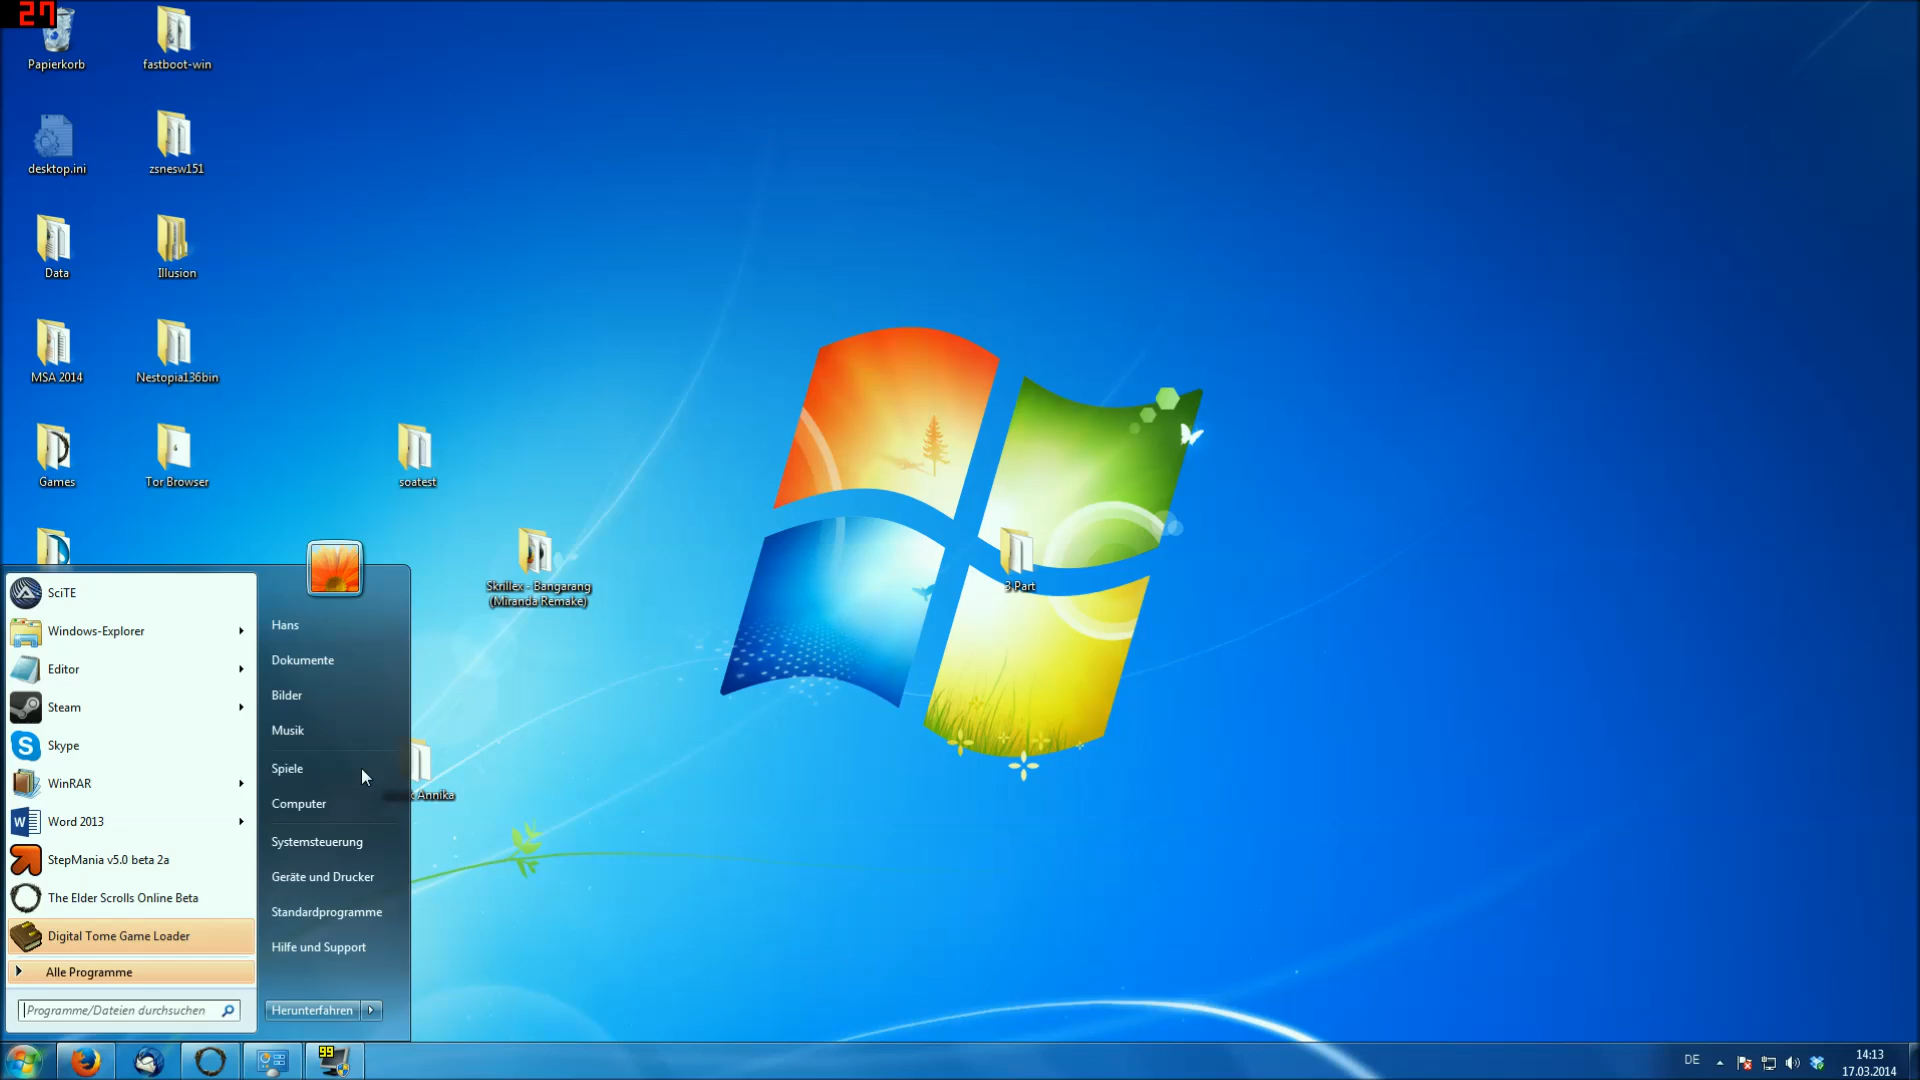 27
Papierkorb
fastboot-win
desktop.ini
zsnesw151
Data
Illusion
MSA 2014
Nestopia136bin
Games
Tor Browser
soatest
Skrillex - Bangarang
(Miranda Remake)
3.Part
Annika
SciTE
Windows-Explorer
Editor
Steam
Skype
WinRAR
Word 2013
StepMania v5.0 beta 2a
The Elder Scrolls Online Beta
Digital Tome Game Loader
Alle Programme
Programme/Dateien durchsuchen
Hans
Dokumente
Bilder
Musik
Spiele
Computer
Systemsteuerung
Geräte und Drucker
Standardprogramme
Hilfe und Support
Herunterfahren
99
DE
14:13
17.03.2014